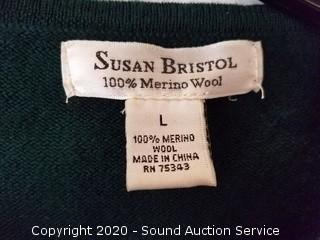 SUSAN BRISTOL
100% Merino Wool
L
100% MERINO
WOOL
MADE IN CHINA
RN 75343
Copyright 2020 - Sound Auction Service